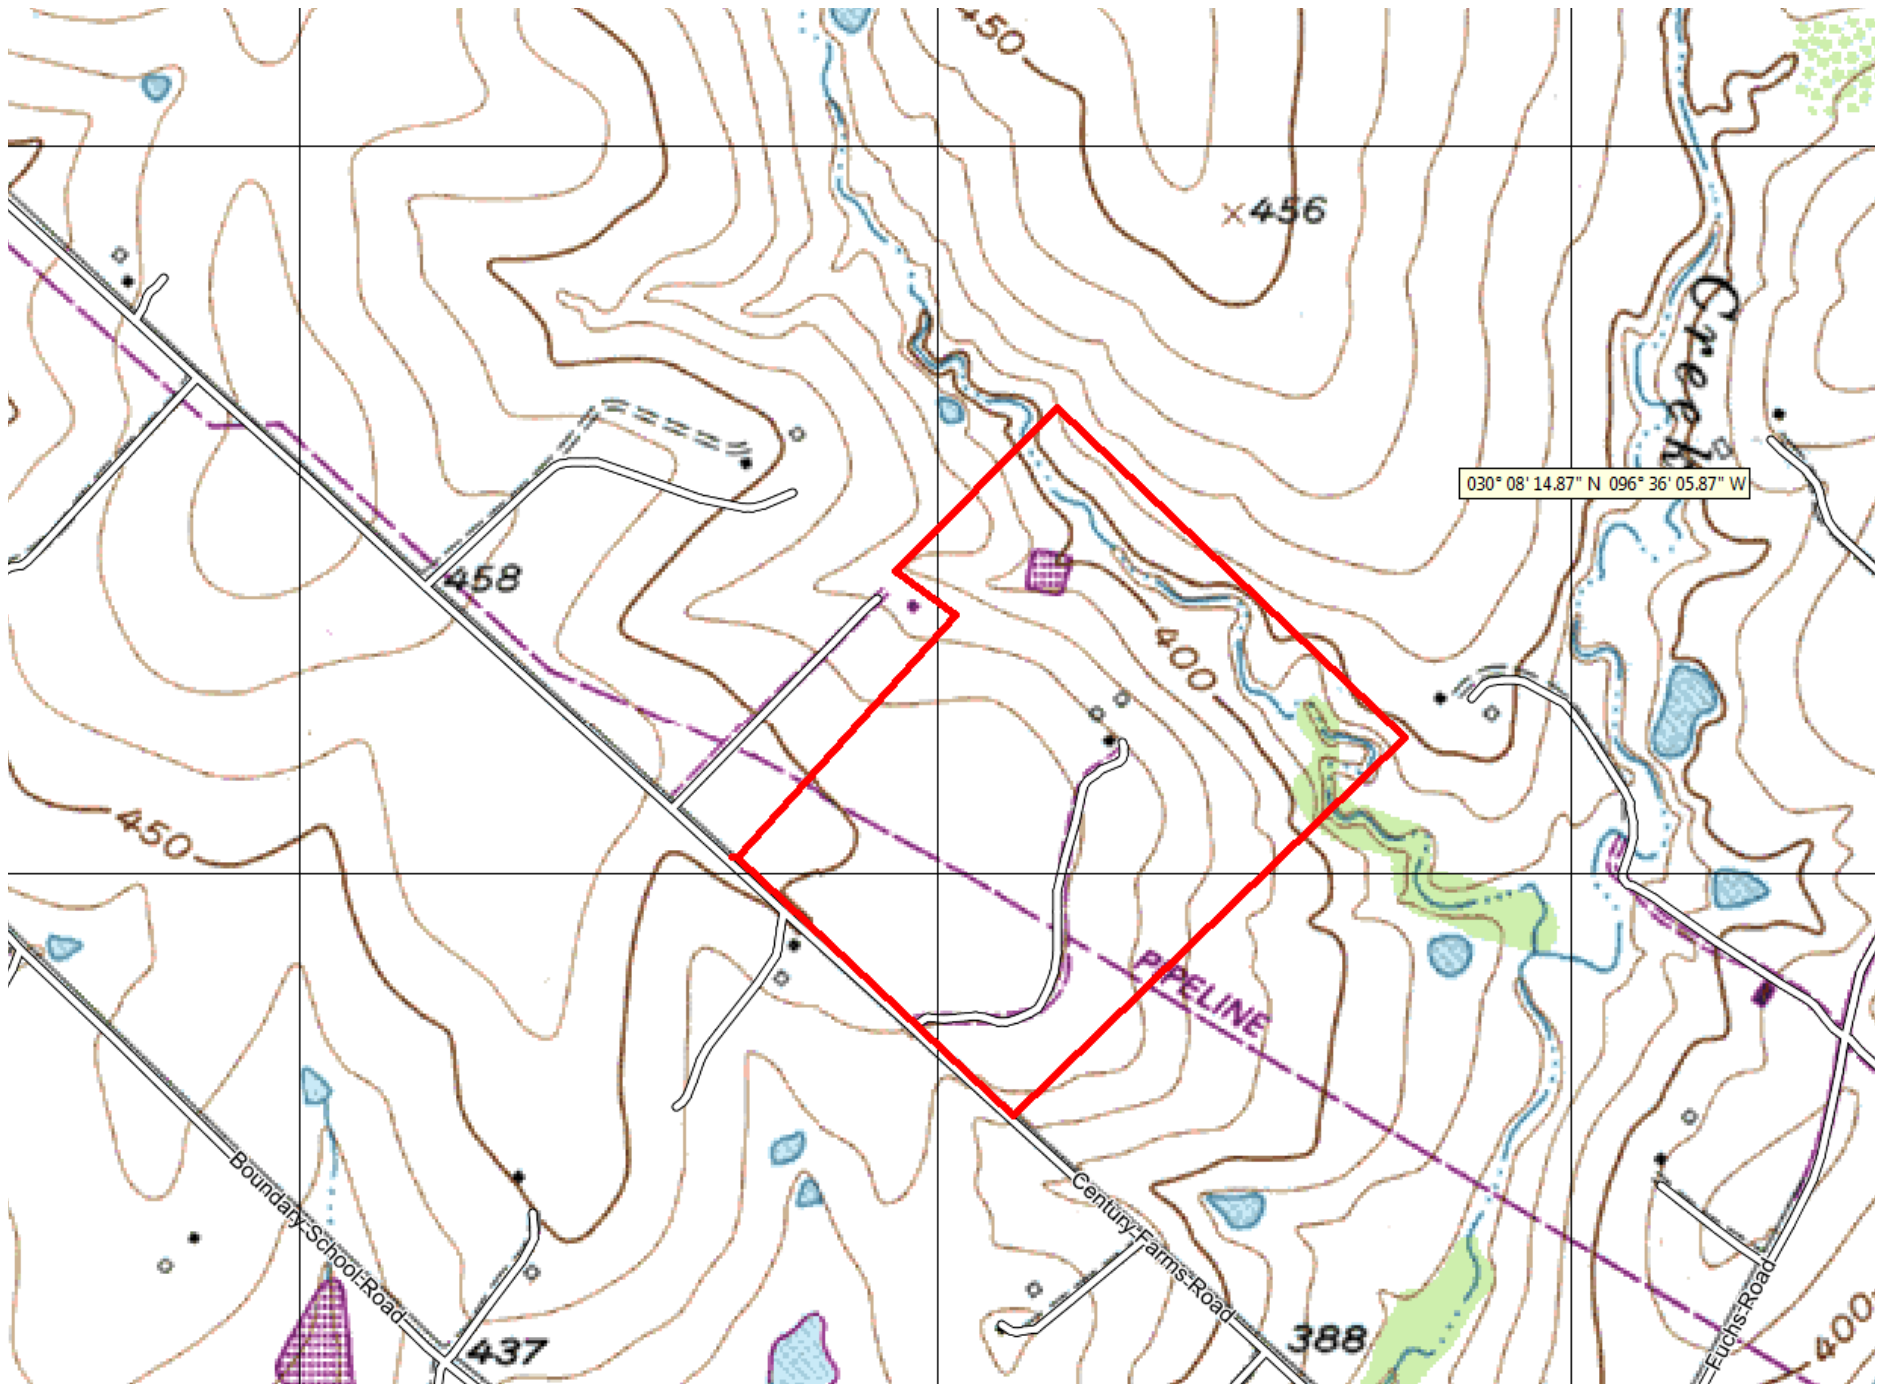 450
456
Creek
030° 08' 14.87" N 096° 36' 05.87" W
458
400
450
PIPELINE
Boundary-School-Road
Century-Farms-Road
437
388
Fuchs-Road
400